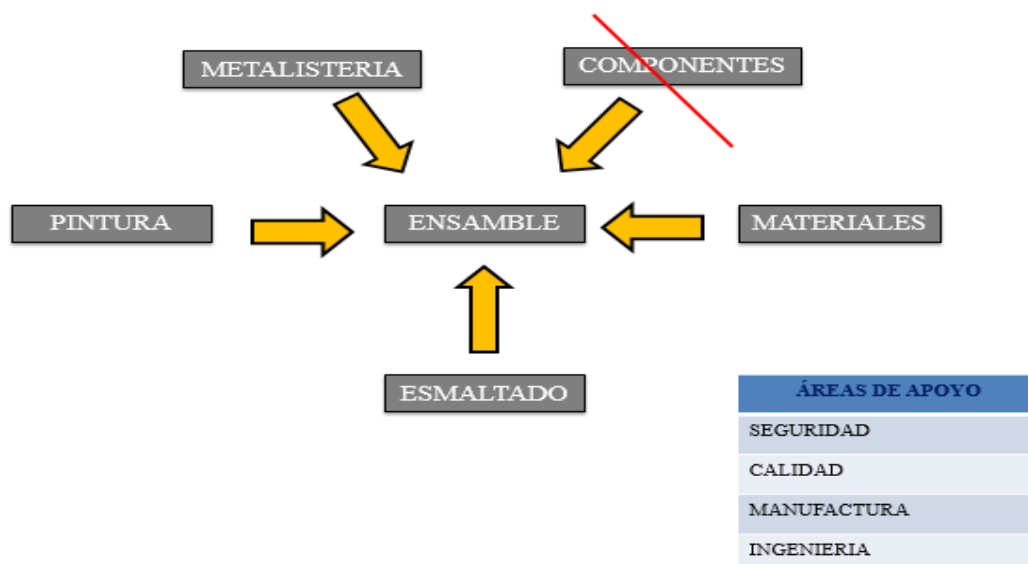 METALISTERIA
COMPONENTES
PINTURA
ENSAMBLE
MATERIALES
ESMALTADO
ÁREAS DE APOYO
SEGURIDAD
CALIDAD
MANUFACTURA
INGENIERIA